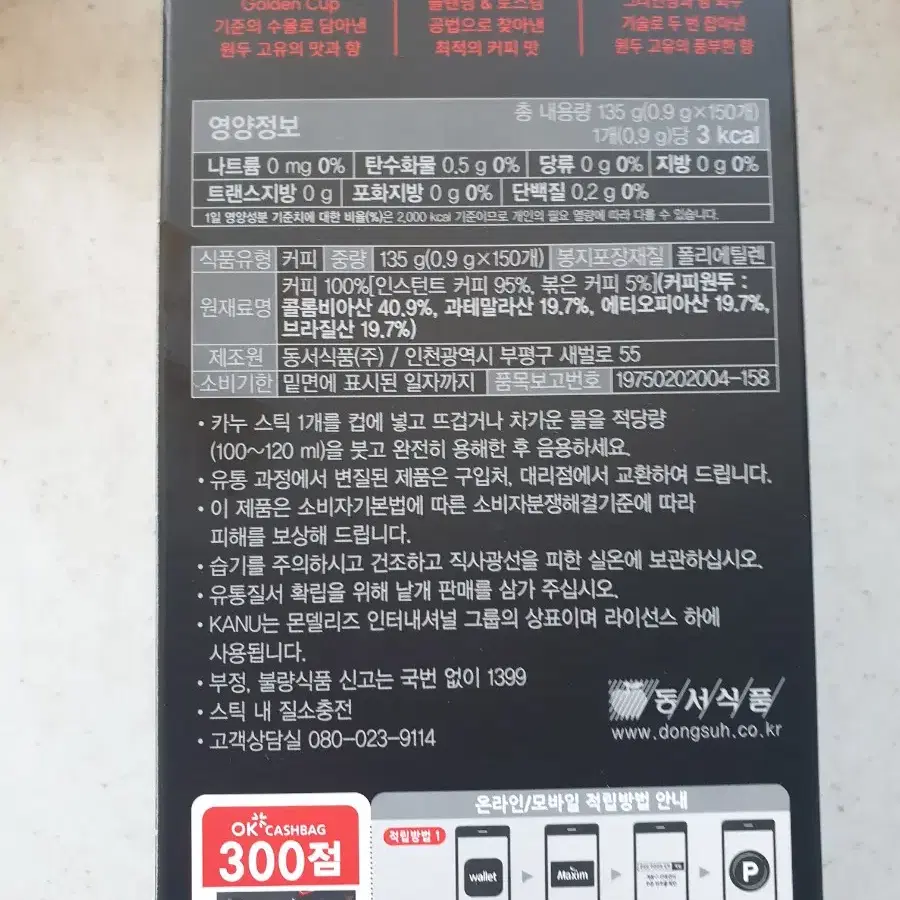 Golden Cup
기준의 수율로 담아낸
원두 고유의 맛과 향
블렌딩 & 로스팅
공법으로 찾아낸
최적의 커피 맛
기술로 두 번 잡아낸
원두 고유의 풍부한 향
영양정보
총 내용량 135 g(0.9 g×150개)
1개(0.9 g)당 3 kcal
나트륨 0 mg 0% 탄수화물 0.5 g 0% 당류 0 g 0% 지방 0 g 0%
트랜스지방 0 g 포화지방 0 g 0% 단백질 0.2 g 0%
1일 영양성분 기준치에 대한 비율(%)은 2,000 kcal 기준이므로 개인의 필요 열량에 따라 다를 수 있습니다.
식품유형 커피 중량 135 g(0.9 g×150개) 봉지포장재질 폴리에틸렌
원재료명 커피 100%[인스턴트 커피 95%, 볶은 커피 5%](커피원두 :
콜롬비아산 40.9%, 과테말라산 19.7%, 에티오피아산 19.7%,
브라질산 19.7%)
제조원 동서식품(주) / 인천광역시 부평구 새벌로 55
소비기한 밑면에 표시된 일자까지 품목보고번호 19750202004-158
• 카누 스틱 1개를 컵에 넣고 뜨겁거나 차가운 물을 적당량
(100~120 ml)을 붓고 완전히 용해한 후 음용하세요.
• 유통 과정에서 변질된 제품은 구입처, 대리점에서 교환하여 드립니다.
• 이 제품은 소비자기본법에 따른 소비자분쟁해결기준에 따라
피해를 보상해 드립니다.
• 습기를 주의하시고 건조하고 직사광선을 피한 실온에 보관하십시오.
• 유통질서 확립을 위해 낱개 판매를 삼가 주십시오.
• KANU는 몬델리즈 인터내셔널 그룹의 상표이며 라이선스 하에
사용됩니다.
• 부정, 불량식품 신고는 국번 없이 1399
• 스틱 내 질소충전
• 고객상담실 080-023-9114
동서식품
www.dongsuh.co.kr
OK CASHBAG
300점
온라인/모바일 적립방법 안내
적립방법 1
wallet
Maxim
P